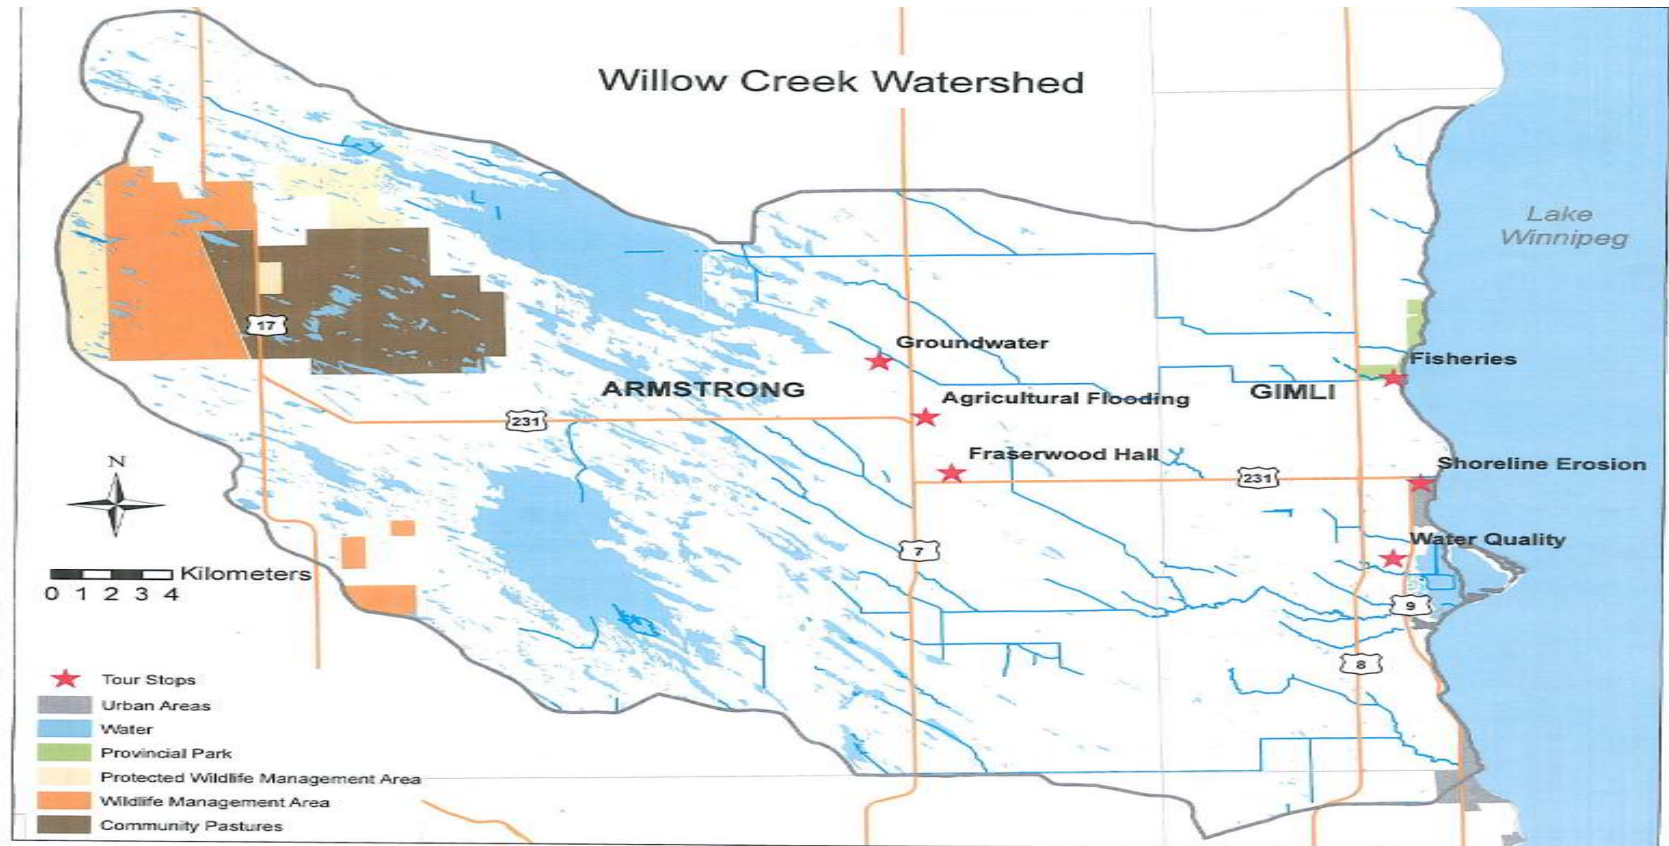 Willow Creek Watershed
Lake
Winnipeg
17
Groundwater
Fisheries
ARMSTRONG
GIMLI
Agricultural Flooding
231
Fraserwood Hall
Shoreline Erosion
231
N
7
Water Quality
Kilometers
0 1 2 3 4
9
8
Tour Stops
Urban Areas
Water
Provincial Park
Protected Wildlife Management Area
Wildlife Management Area
Community Pastures